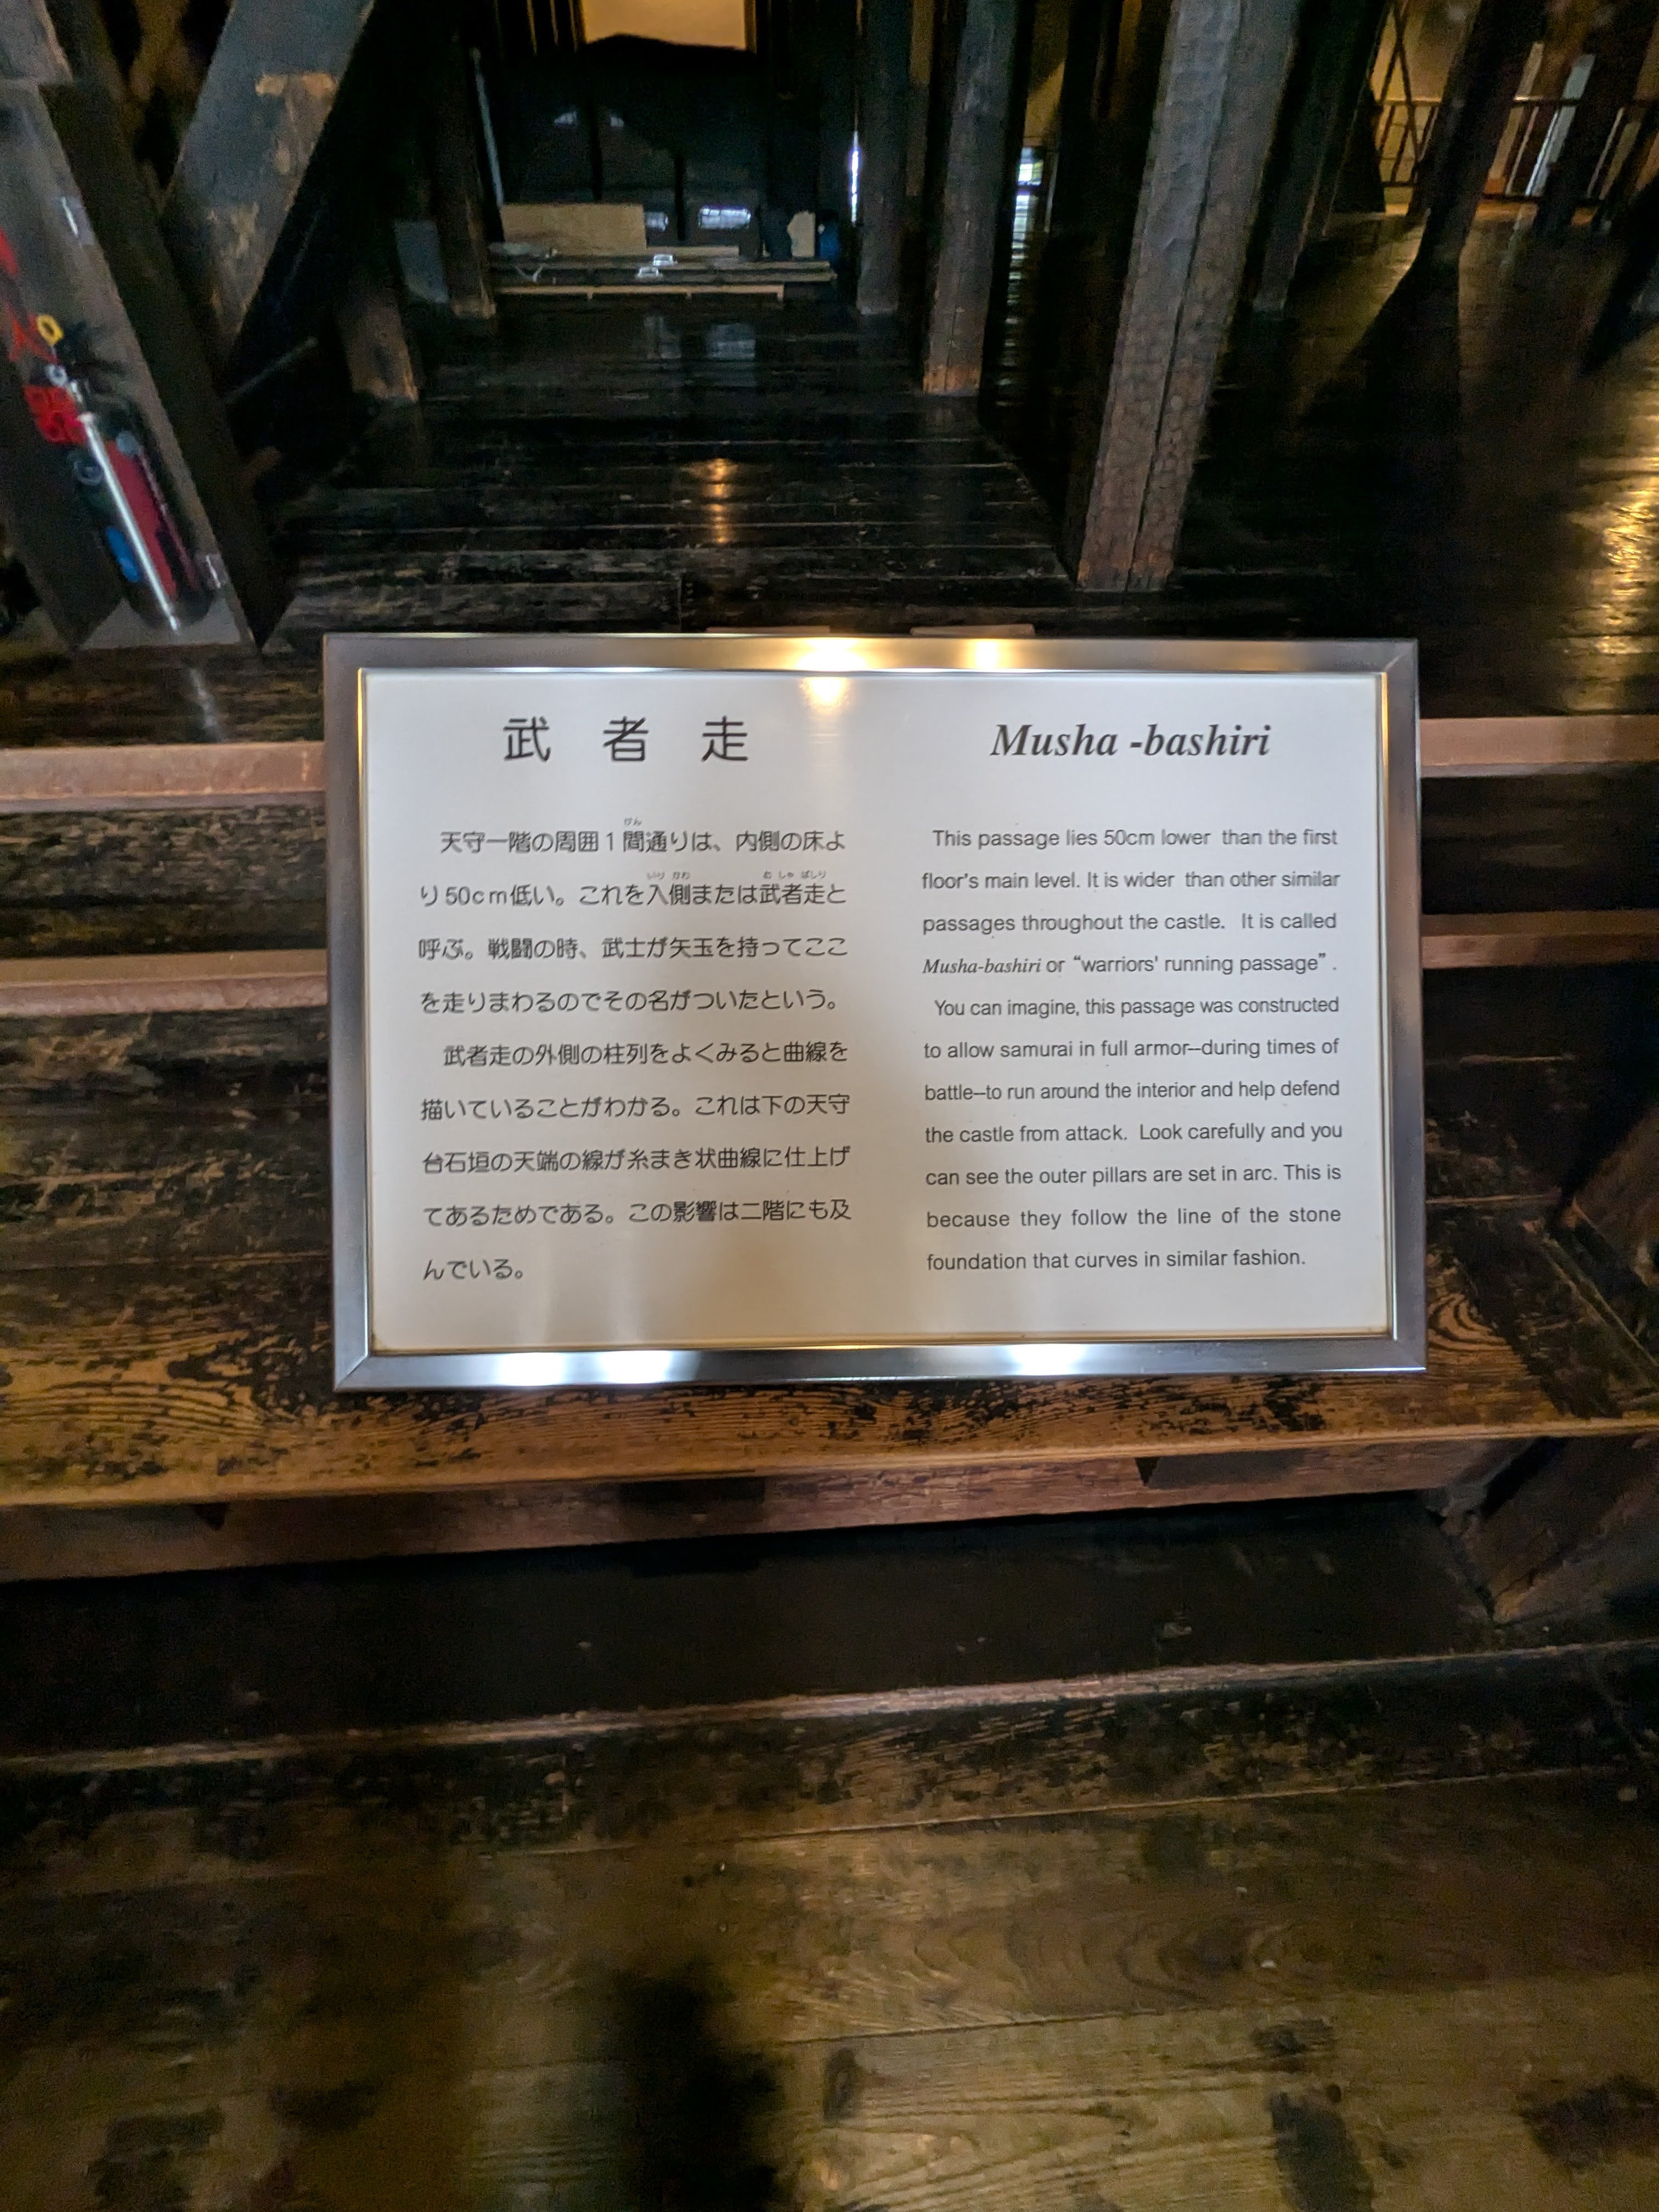 武者走
天守一階の周囲1間通りは、内側の床よ
り50cm低い。これを入側または武者走と
呼ぶ。戦闘の時、武士が矢玉を持ってここ
を走りまわるのでその名がついたという。
武者走の外側の柱列をよくみると曲線を
描いていることがわかる。これは下の天守
台石垣の天端の線が糸まき状曲線に仕上げ
てあるためである。この影響は二階にも及
んでいる。
Musha -bashiri
This passage lies 50cm lower than the first
floor's main level. It is wider than other similar
passages throughout the castle. It is called
Musha-bashiri or “warriors' running passage”.
You can imagine, this passage was constructed
to allow samurai in full armor--during times of
battle--to run around the interior and help defend
the castle from attack. Look carefully and you
can see the outer pillars are set in arc. This is
because they follow the line of the stone
foundation that curves in similar fashion.